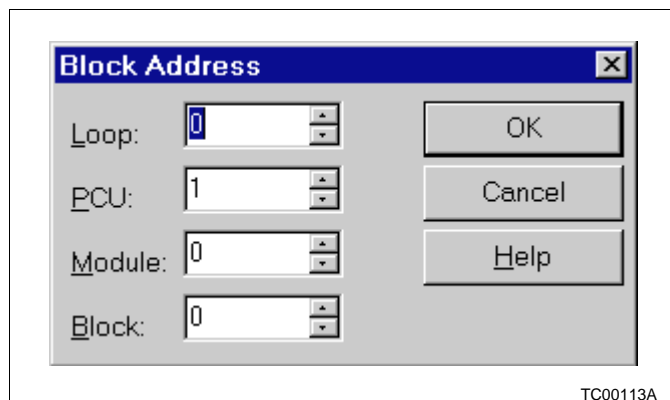 Block Address
Loop: 0 OK
PCU: 1 Cancel
Module: 0 Help
Block: 0
TC00113A